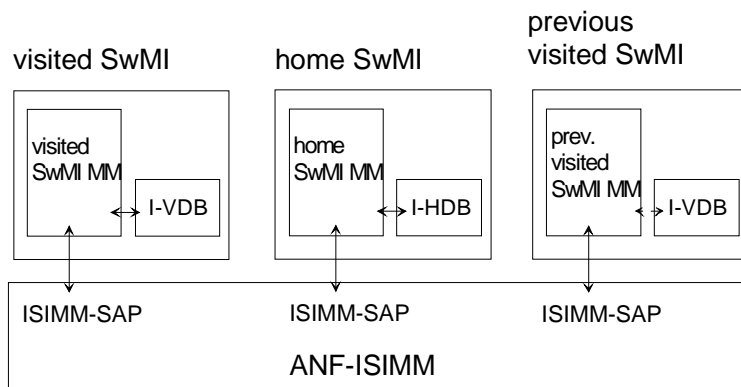 visited SwMI
home SwMI
previous
visited SwMI
visited
SwMI MM
I-VDB
home
SwMI MM
I-HDB
prev.
visited
SwMI MM
I-VDB
ISIMM-SAP
ISIMM-SAP
ISIMM-SAP
ANF-ISIMM